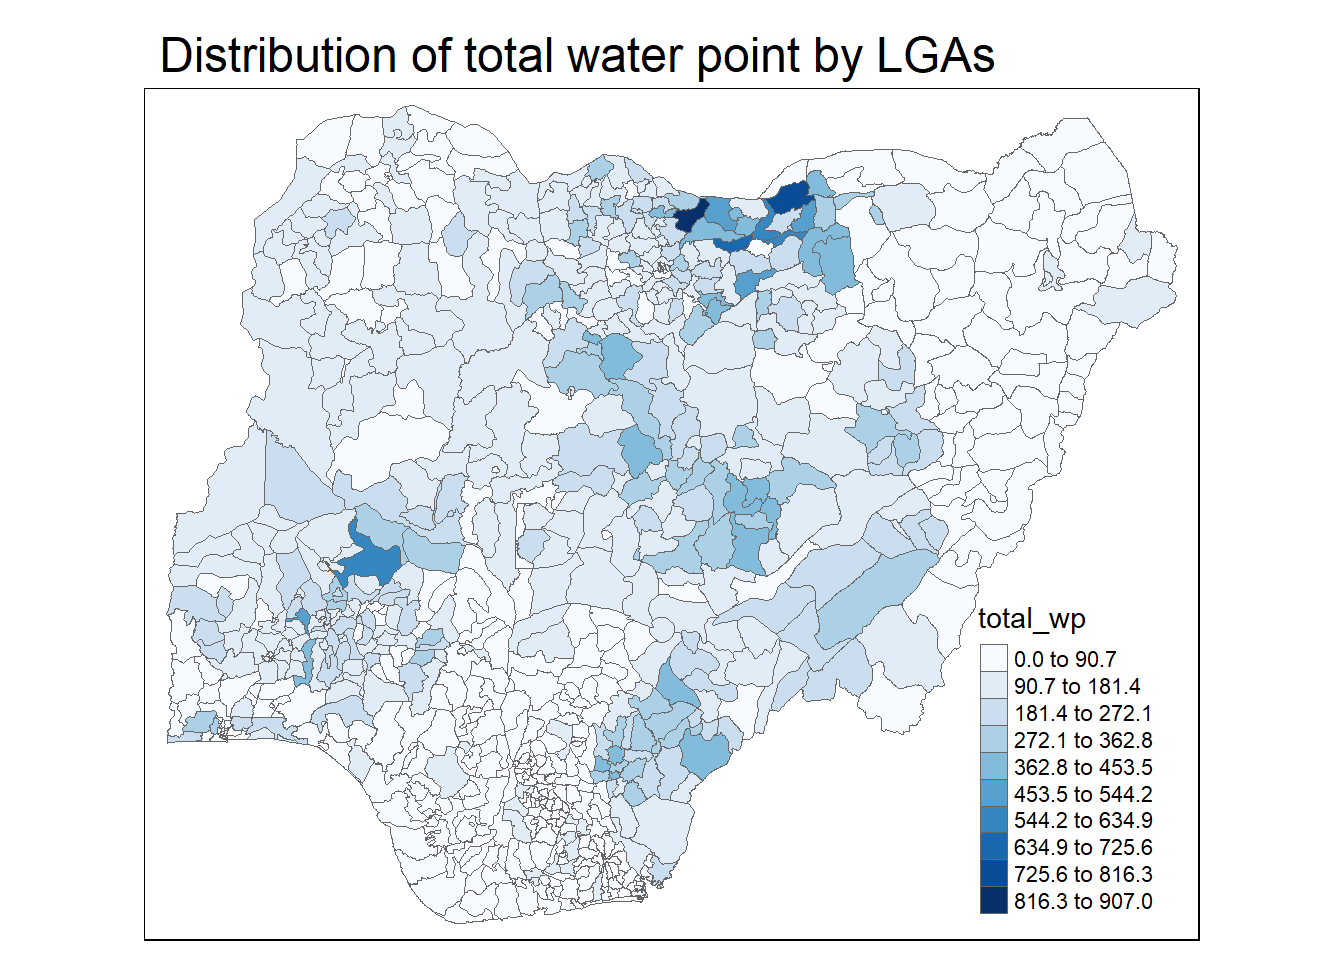 Distribution of total water point by LGAs
total_wp
0.0 to 90.7
90.7 to 181.4
181.4 to 272.1
272.1 to 362.8
362.8 to 453.5
453.5 to 544.2
544.2 to 634.9
634.9 to 725.6
725.6 to 816.3
816.3 to 907.0